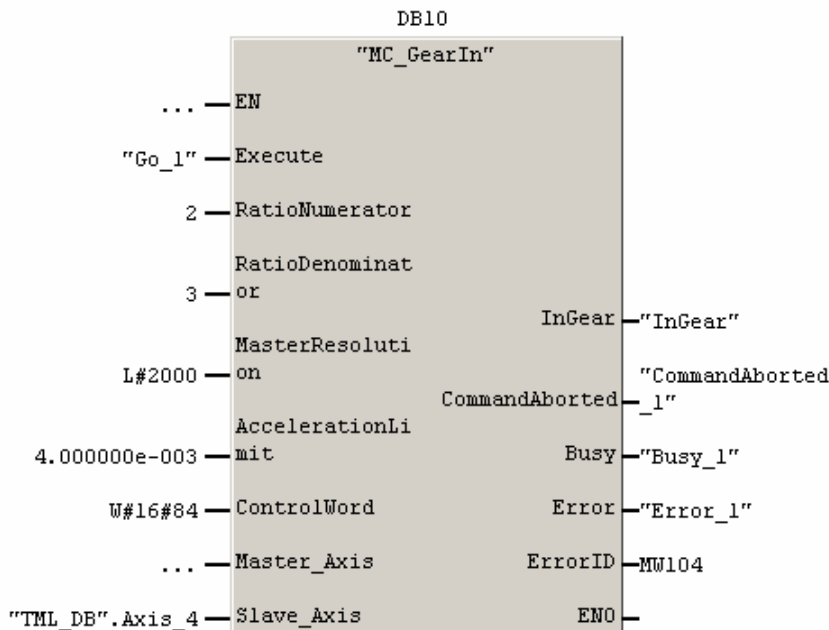 DB10
"MC_GearIn"
... EN
"Go_1" Execute
2 RatioNumerator
RatioDenominat
3 or
InGear "InGear"
MasterResoluti
L#2000 on
"CommandAborted
CommandAborted _1"
AccelerationLi
4.000000e-003 mit
Busy "Busy_1"
W#16#84 ControlWord
Error "Error_1"
... Master_Axis
ErrorID MW104
"TML_DB".Axis_4 Slave_Axis
ENO